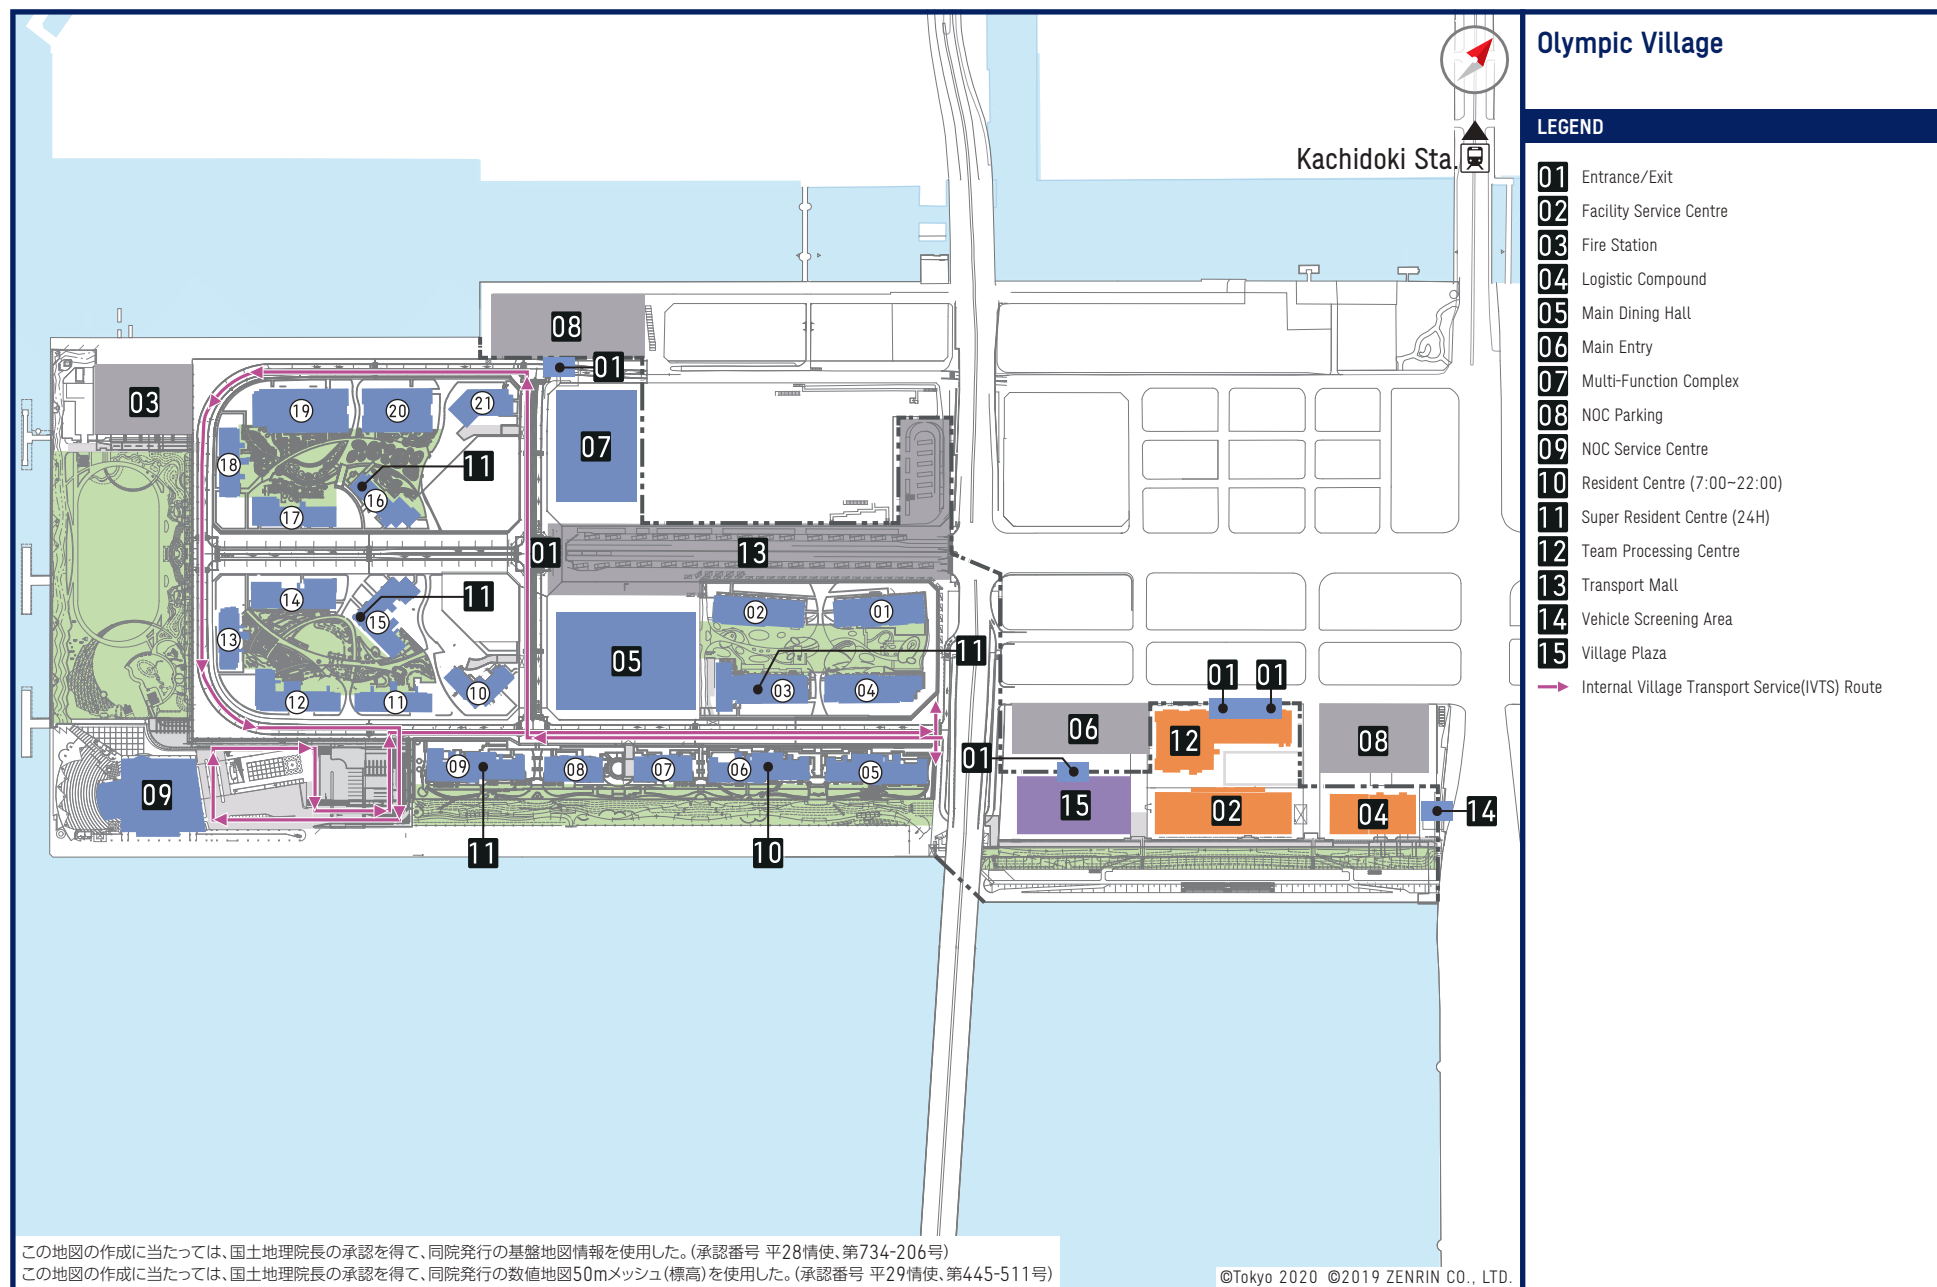 Olympic Village
LEGEND
01 Entrance/Exit
02 Facility Service Centre
03 Fire Station
04 Logistic Compound
05 Main Dining Hall
06 Main Entry
07 Multi-Function Complex
08 NOC Parking
09 NOC Service Centre
10 Resident Centre (7:00~22:00)
11 Super Resident Centre (24H)
12 Team Processing Centre
13 Transport Mall
14 Vehicle Screening Area
15 Village Plaza
Internal Village Transport Service(IVTS) Route
Kachidoki Sta.
08
01
03
19
20
21
07
18
11
16
17
01
13
14
11
15
13
02
01
05
11
12
11
10
03
04
01
01
06
12
08
01
09
08
07
06
05
09
15
02
04
14
11
10
この地図の作成に当たっては、国土地理院長の承認を得て、同院発行の基盤地図情報を使用した。(承認番号 平28情使、第734-206号)
この地図の作成に当たっては、国土地理院長の承認を得て、同院発行の数値地図50mメッシュ(標高)を使用した。(承認番号 平29情使、第445-511号)
©Tokyo 2020 ©2019 ZENRIN CO., LTD.